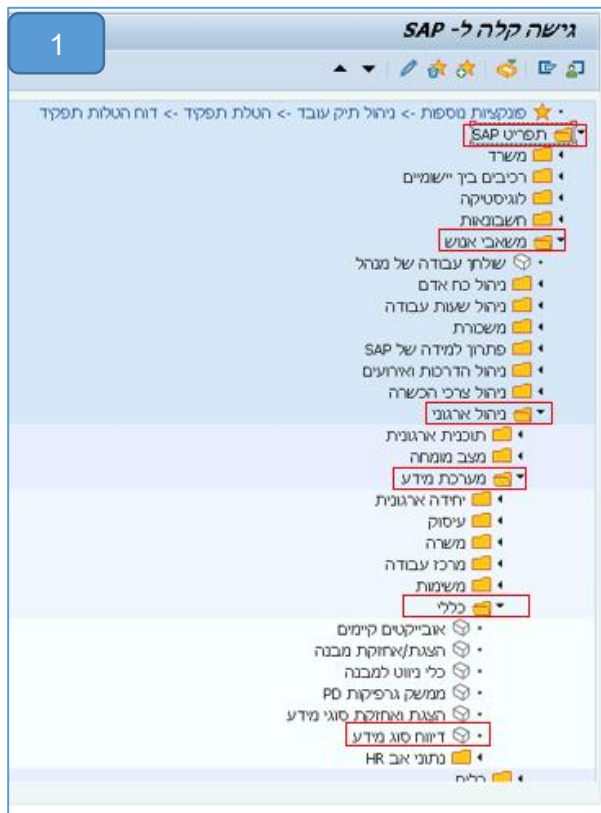 1
גישה קלה ל- SAP
פונקציות נוספות -> ניהול תיק עובד -> הטלת תפקיד -> דוח הטלות תפקיד
תפריט SAP
משרד
רכיבים בין יישומיים
לוגיסטיקה
חשבונאות
משאבי אנוש
שולחן עבודה של מנהל
ניהול כח אדם
ניהול שעות עבודה
משכורת
פתרון למידה של SAP
ניהול הדרכות ואירועים
ניהול צרכי הכשרה
ניהול ארגוני
תוכנית ארגונית
מצב מומחה
מערכת מידע
יחידה ארגונית
עיסוק
משרה
מרכז עבודה
משימות
כללי
אובייקטים קיימים
הצגת/אחזקת מבנה
כלי ניווט למבנה
ממשק גרפיקות PD
הצגת ואחזקת סוגי מידע
דיווח סוג מידע
נתוני אב HR
כלים